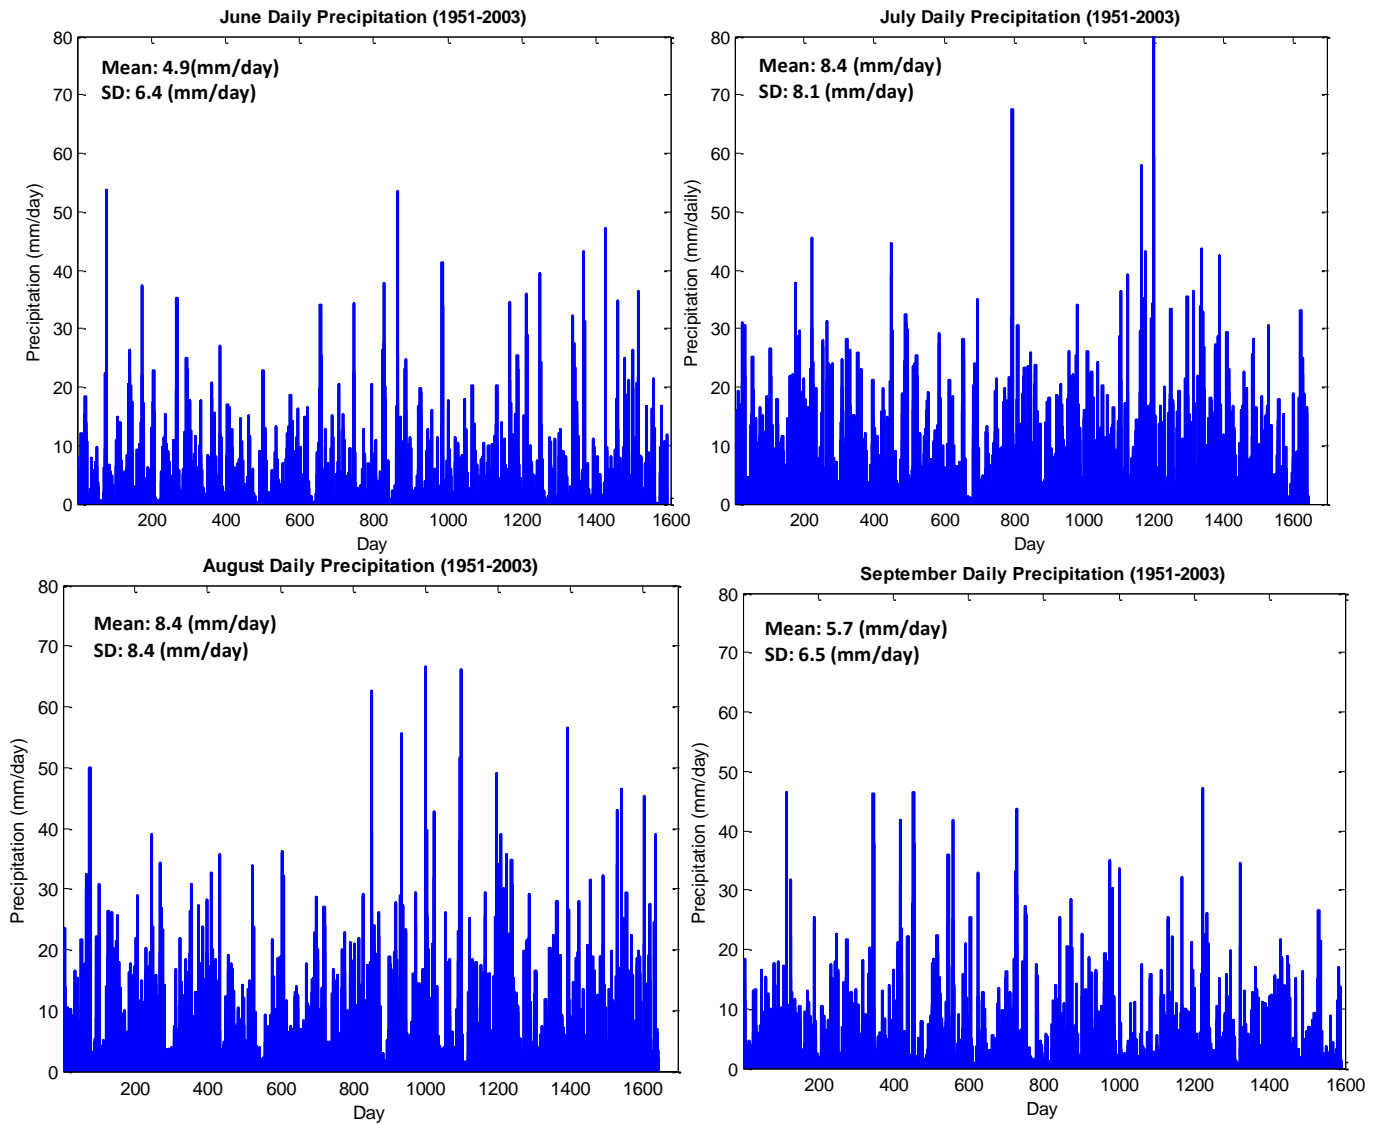 June Daily Precipitation (1951-2003)
Mean: 4.9(mm/day)
SD: 6.4 (mm/day)
Precipitation (mm/day)
80
70
60
50
40
30
20
10
0
200 400 600 800 1000 1200 1400 1600
Day
July Daily Precipitation (1951-2003)
Mean: 8.4 (mm/day)
SD: 8.1 (mm/day)
Precipitation (mm/daily)
80
70
60
50
40
30
20
10
0
200 400 600 800 1000 1200 1400 1600
Day
August Daily Precipitation (1951-2003)
Mean: 8.4 (mm/day)
SD: 8.4 (mm/day)
Precipitation (mm/day)
80
70
60
50
40
30
20
10
0
200 400 600 800 1000 1200 1400 1600
Day
September Daily Precipitation (1951-2003)
Mean: 5.7 (mm/day)
SD: 6.5 (mm/day)
Precipitation (mm/day)
80
70
60
50
40
30
20
10
0
200 400 600 800 1000 1200 1400 1600
Day